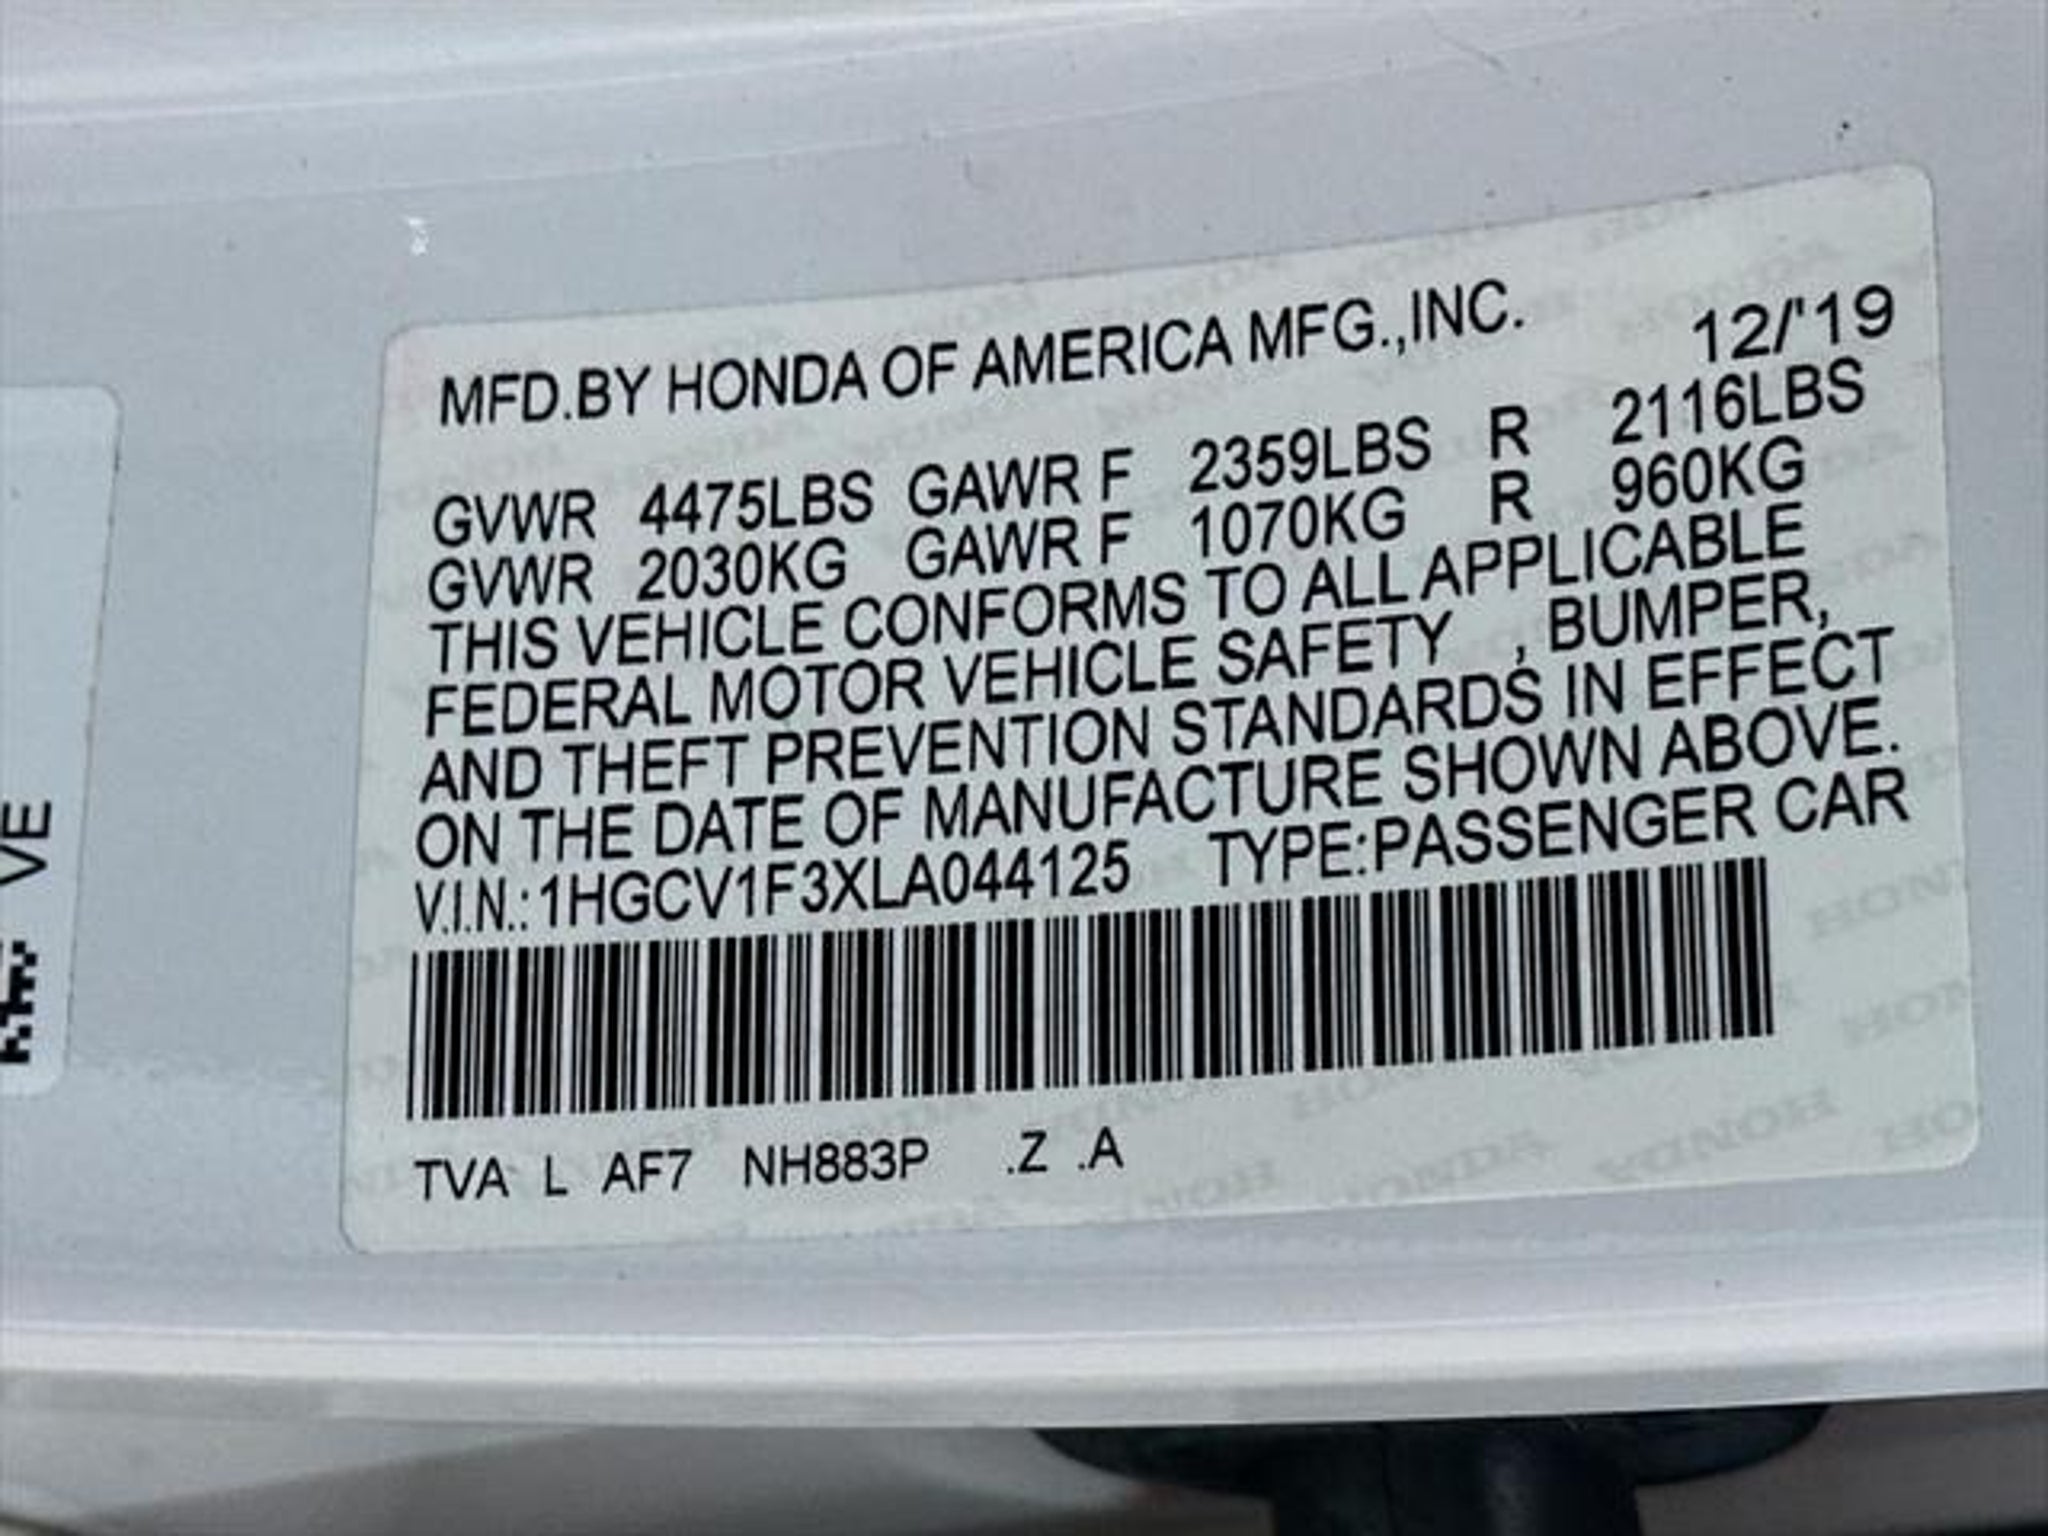 MFD.BY HONDA OF AMERICA MFG.,INC. 12/'19
GVWR 4475LBS GAWR F 2359LBS R 2116LBS
GVWR 2030KG GAWR F 1070KG R 960KG
THIS VEHICLE CONFORMS TO ALL APPLICABLE
FEDERAL MOTOR VEHICLE SAFETY , BUMPER,
AND THEFT PREVENTION STANDARDS IN EFFECT
ON THE DATE OF MANUFACTURE SHOWN ABOVE.
V.I.N.:1HGCV1F3XLA044125 TYPE:PASSENGER CAR
TVA L AF7 NH883P .Z .A
VE